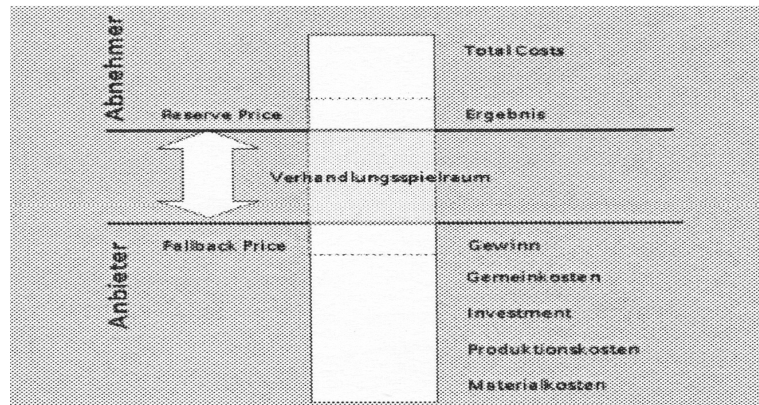 Abnehmer
Total Costs
Reserve Price
Ergebnis
Verhandlungsspielraum
Anbieter
Fallback Price
Gewinn
Gemeinkosten
Investment
Produktionskosten
Materialkosten